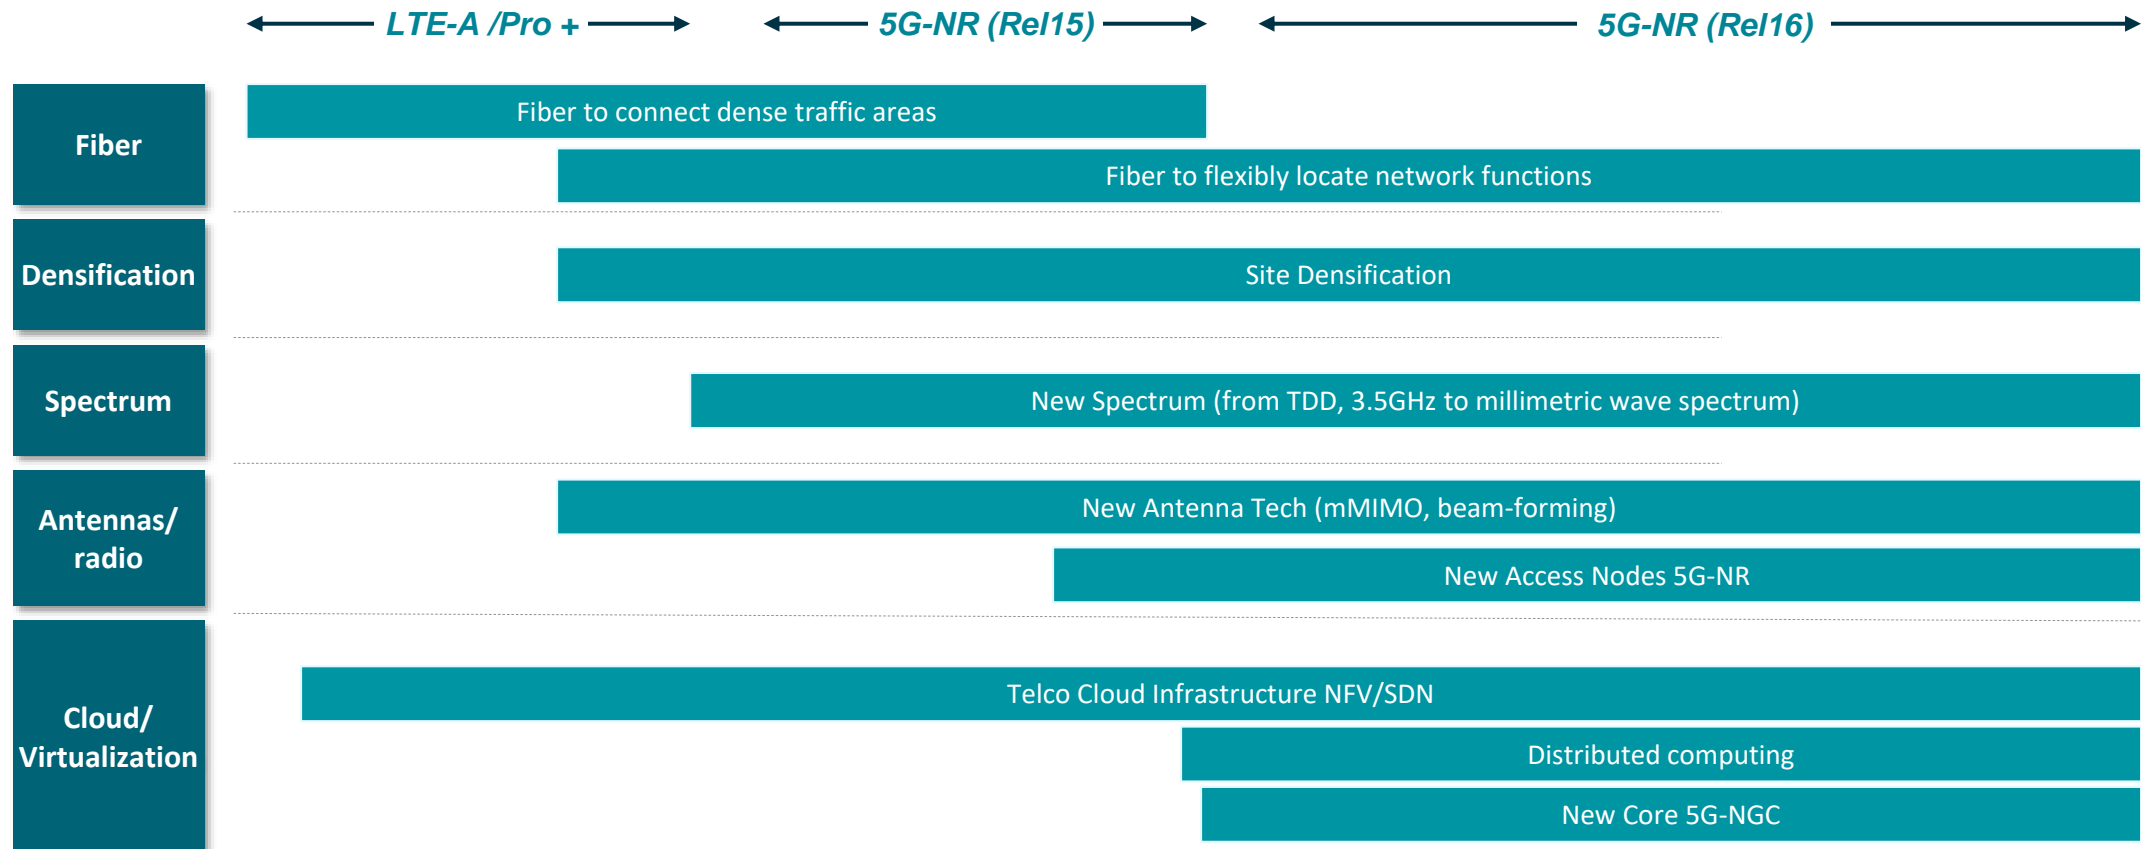 LTE-A /Pro +
5G-NR (Rel15)
5G-NR (Rel16)
Fiber
Fiber to connect dense traffic areas
Fiber to flexibly locate network functions
Densification
Site Densification
Spectrum
New Spectrum (from TDD, 3.5GHz to millimetric wave spectrum)
Antennas/
radio
New Antenna Tech (mMIMO, beam-forming)
New Access Nodes 5G-NR
Cloud/
Virtualization
Telco Cloud Infrastructure NFV/SDN
Distributed computing
New Core 5G-NGC